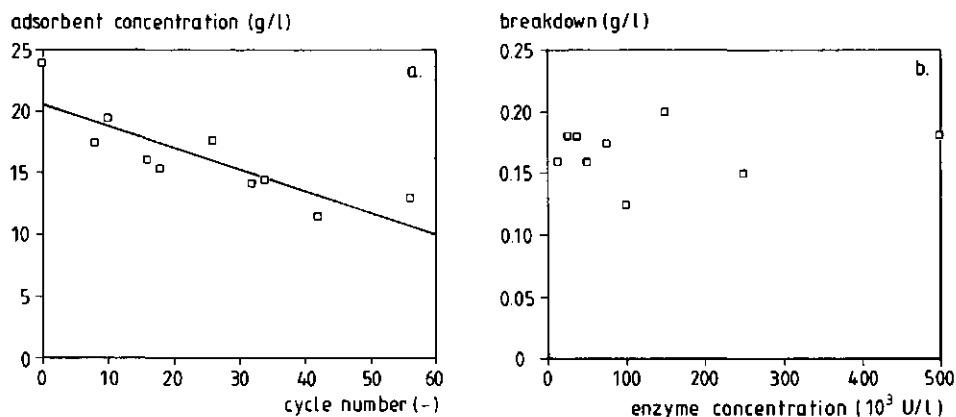 adsorbent concentration (g/l)
25
20
15
10
5
0
a.
0 10 20 30 40 50 60
cycle number (-)
breakdown (g/l)
0.25
0.20
0.15
0.10
0.05
0
b.
0 100 200 300 400 500
enzyme concentration (10³ U/l)